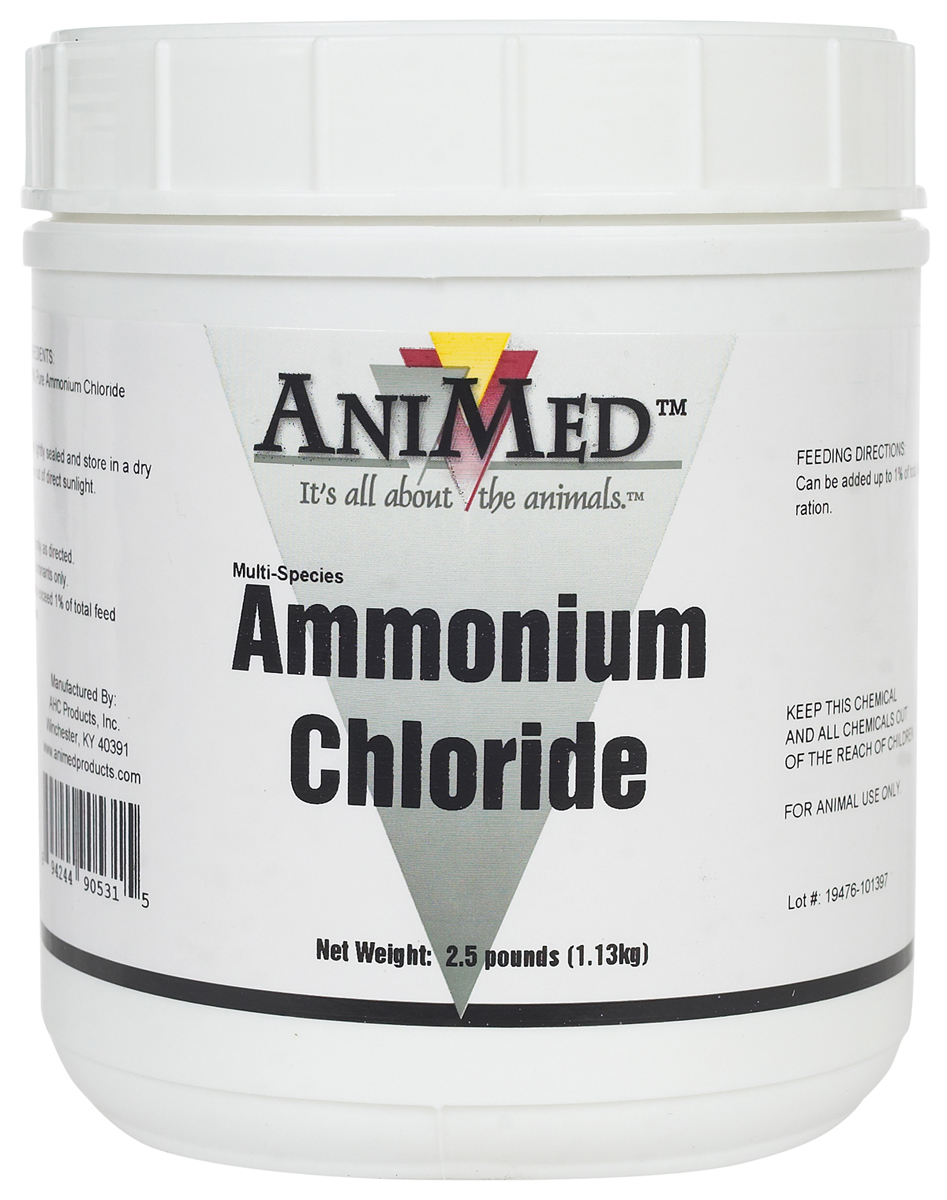 ANIMED™
It's all about the animals.™
Multi-Species
Ammonium
Chloride
Net Weight: 2.5 pounds (1.13kg)
Pure Ammonium Chloride
sealed and store in a dry
of direct sunlight.
as directed.
only.
1% of total feed
Manufactured By:
AHC Products, Inc.
Winchester, KY 40391
www.animedproducts.com
94244 90531 5
FEEDING DIRECTIONS:
Can be added up to 1% of
ration.
KEEP THIS CHEMICAL
AND ALL CHEMICALS OUT
OF THE REACH OF CHILDREN
FOR ANIMAL USE ONLY
Lot #: 19476-101397